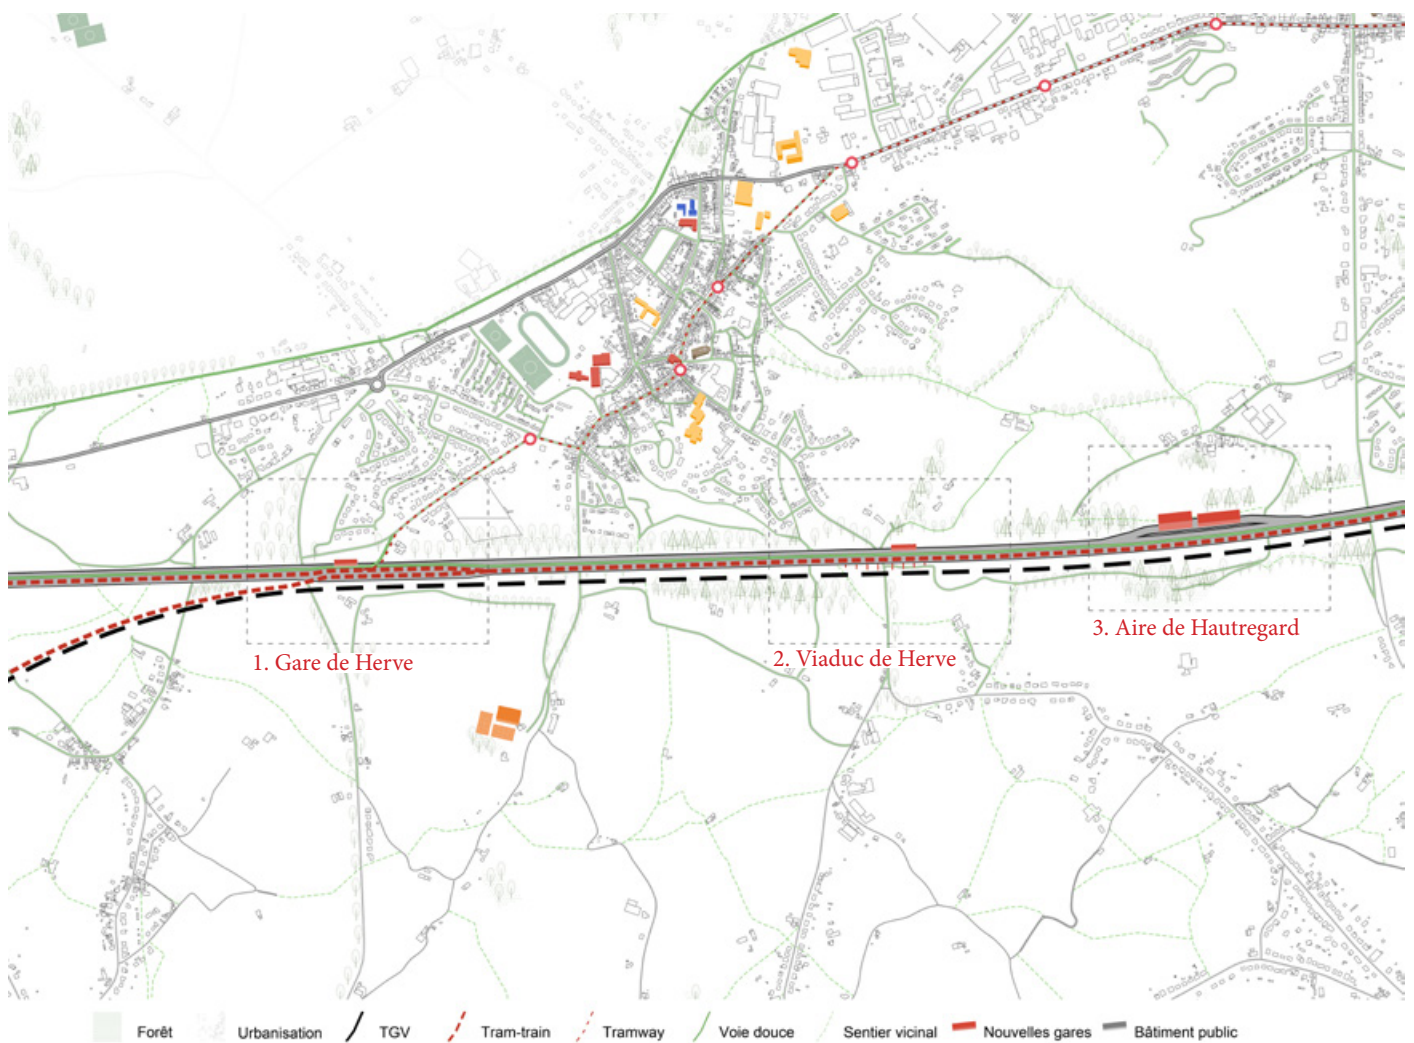 3. Aire de Hautregard
1. Gare de Herve
2. Viaduc de Herve
Forêt
Urbanisation
TGV
Tram-train
Tramway
Voie douce
Sentier vicinal
Nouvelles gares
Bâtiment public